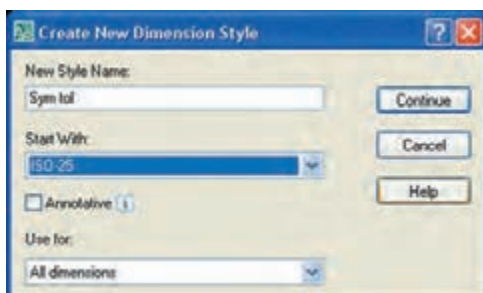 Create New Dimension Style
New Style Name:
Sym tol
Continue
Start With:
ISO-25
Cancel
Annotative
Help
Use for:
All dimensions